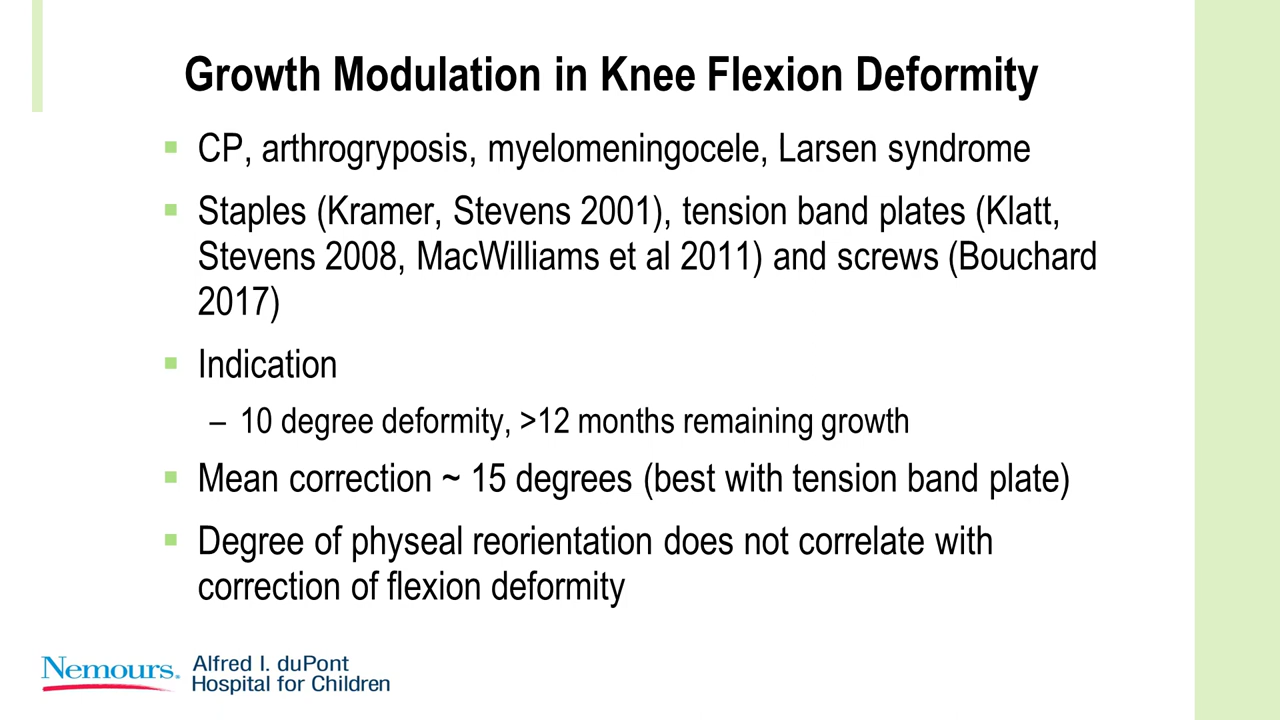 Growth Modulation in Knee Flexion Deformity
▪ CP, arthrogryposis, myelomeningocele, Larsen syndrome
▪ Staples (Kramer, Stevens 2001), tension band plates (Klatt,
Stevens 2008, MacWilliams et al 2011) and screws (Bouchard
2017)
▪ Indication
– 10 degree deformity, >12 months remaining growth
▪ Mean correction ~ 15 degrees (best with tension band plate)
▪ Degree of physeal reorientation does not correlate with
correction of flexion deformity
Nemours. Alfred I. duPont
Hospital for Children